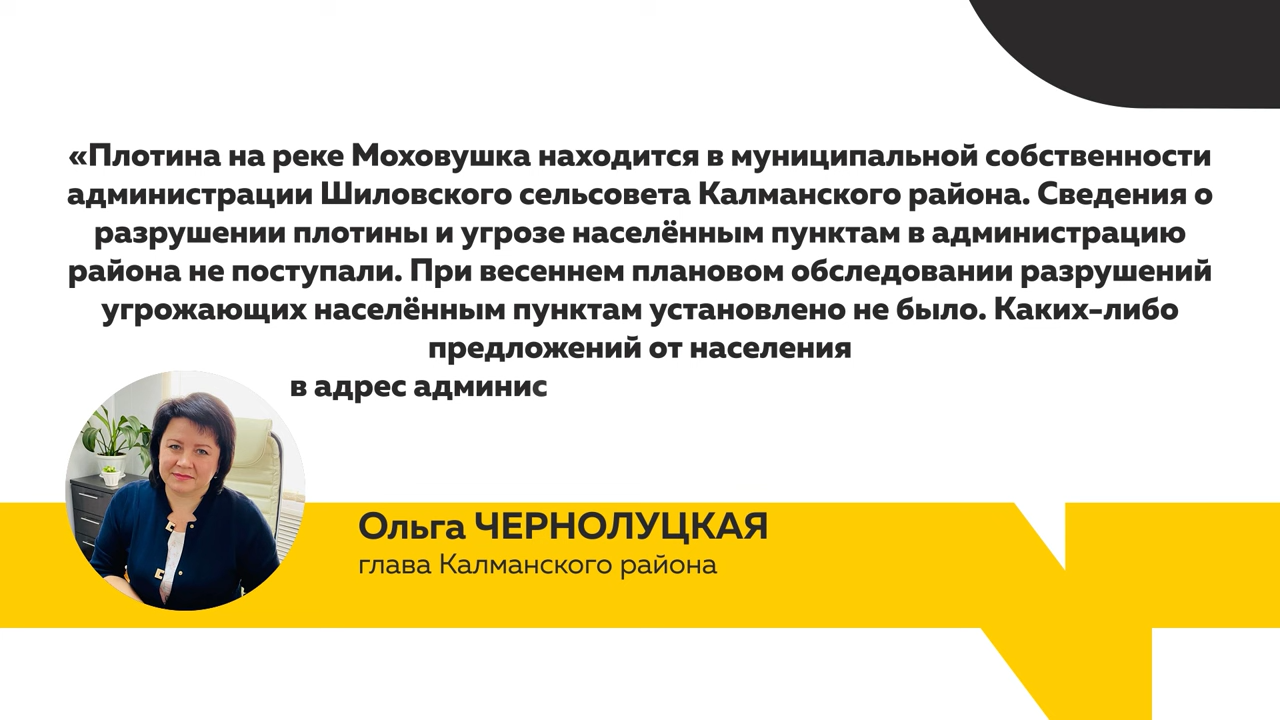 «Плотина на реке Моховушка находится в муниципальной собственности
администрации Шиловского сельсовета Калманского района. Сведения о
разрушении плотины и угрозе населённым пунктам в администрацию
района не поступали. При весеннем плановом обследовании разрушений
угрожающих населённым пунктам установлено не было. Каких-либо
предложений от населения
в адрес админис
Ольга ЧЕРНОЛУЦКАЯ
глава Калманского района